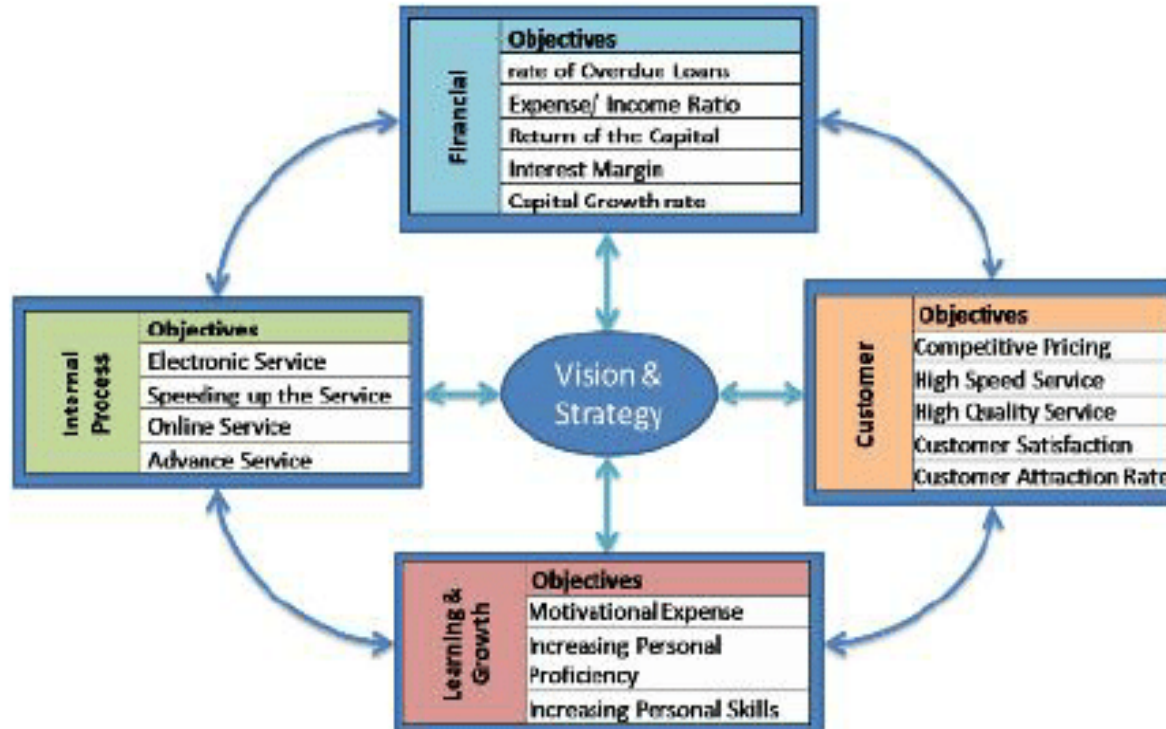 Financial
Objectives
rate of Overdue Loans
Expense/ Income Ratio
Return of the Capital
Interest Margin
Capital Growth rate
Internal
Process
Objectives
Electronic Service
Speeding up the Service
Online Service
Advance Service
Vision &
Strategy
Customer
Objectives
Competitive Pricing
High Speed Service
High Quality Service
Customer Satisfaction
Customer Attraction Rate
Learning &
Growth
Objectives
Motivational Expense
Increasing Personal
Proficiency
Increasing Personal Skills